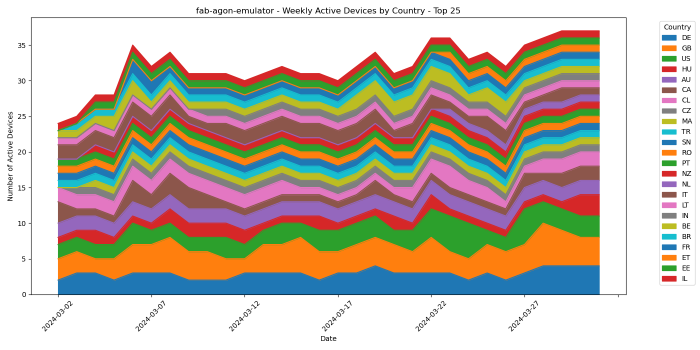 fab-agon-emulator - Weekly Active Devices by Country - Top 25
Number of Active Devices
35
30
25
20
15
10
5
0
2024-03-02
2024-03-07
2024-03-12
2024-03-17
2024-03-22
2024-03-27
Date
Country
DE
GB
US
HU
AU
CA
CL
CZ
MA
TR
SN
RO
PT
NZ
NL
IT
LT
IN
BE
BR
FR
ET
EE
IL